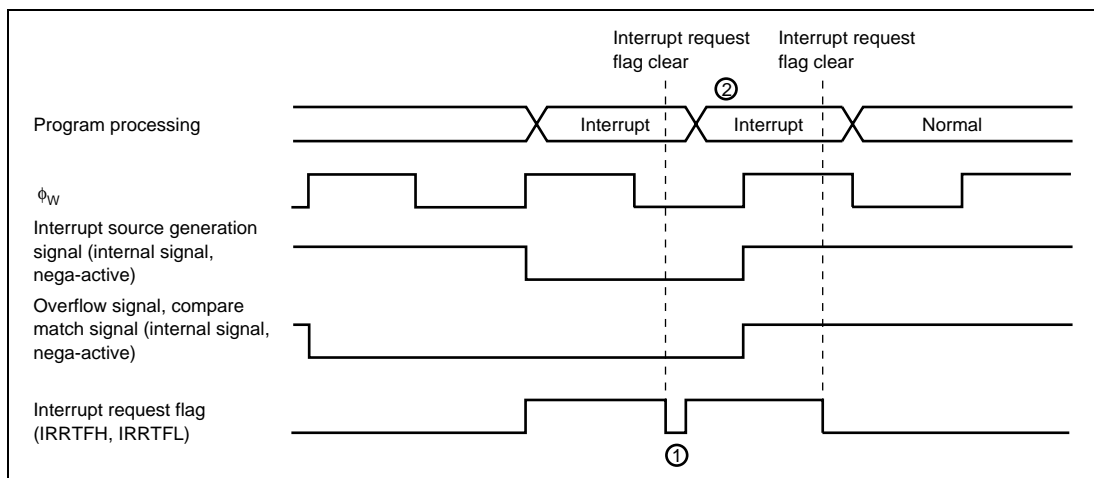 Interrupt request
flag clear
Interrupt request
flag clear
②
Program processing
Interrupt
Interrupt
Normal
ϕW
Interrupt source generation
signal (internal signal,
nega-active)
Overflow signal, compare
match signal (internal signal,
nega-active)
Interrupt request flag
(IRRTFH, IRRTFL)
①